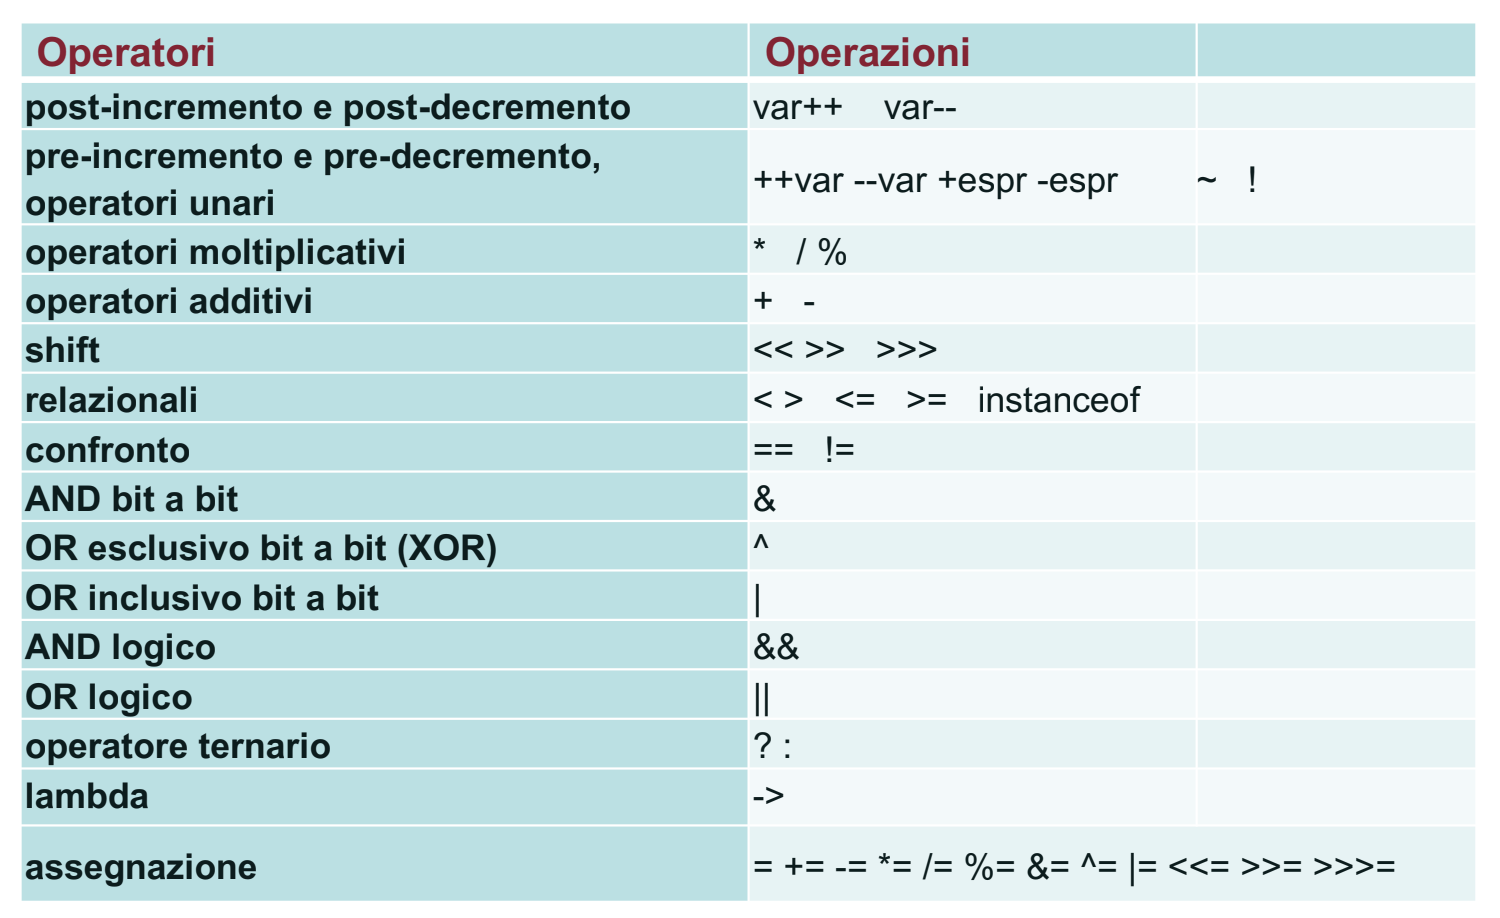 Operatori Operazioni
post-incremento e post-decremento var++ var--
pre-incremento e pre-decremento,
operatori unari ++var --var +espr -espr ~ !
operatori moltiplicativi * / %
operatori additivi + -
shift << >> >>>
relazionali < > <= >= instanceof
confronto == !=
AND bit a bit &
OR esclusivo bit a bit (XOR) ^
OR inclusivo bit a bit |
AND logico &&
OR logico ||
operatore ternario ? :
lambda ->
assegnazione = += -= *= /= %= &= ^= |= <<= >>= >>>=